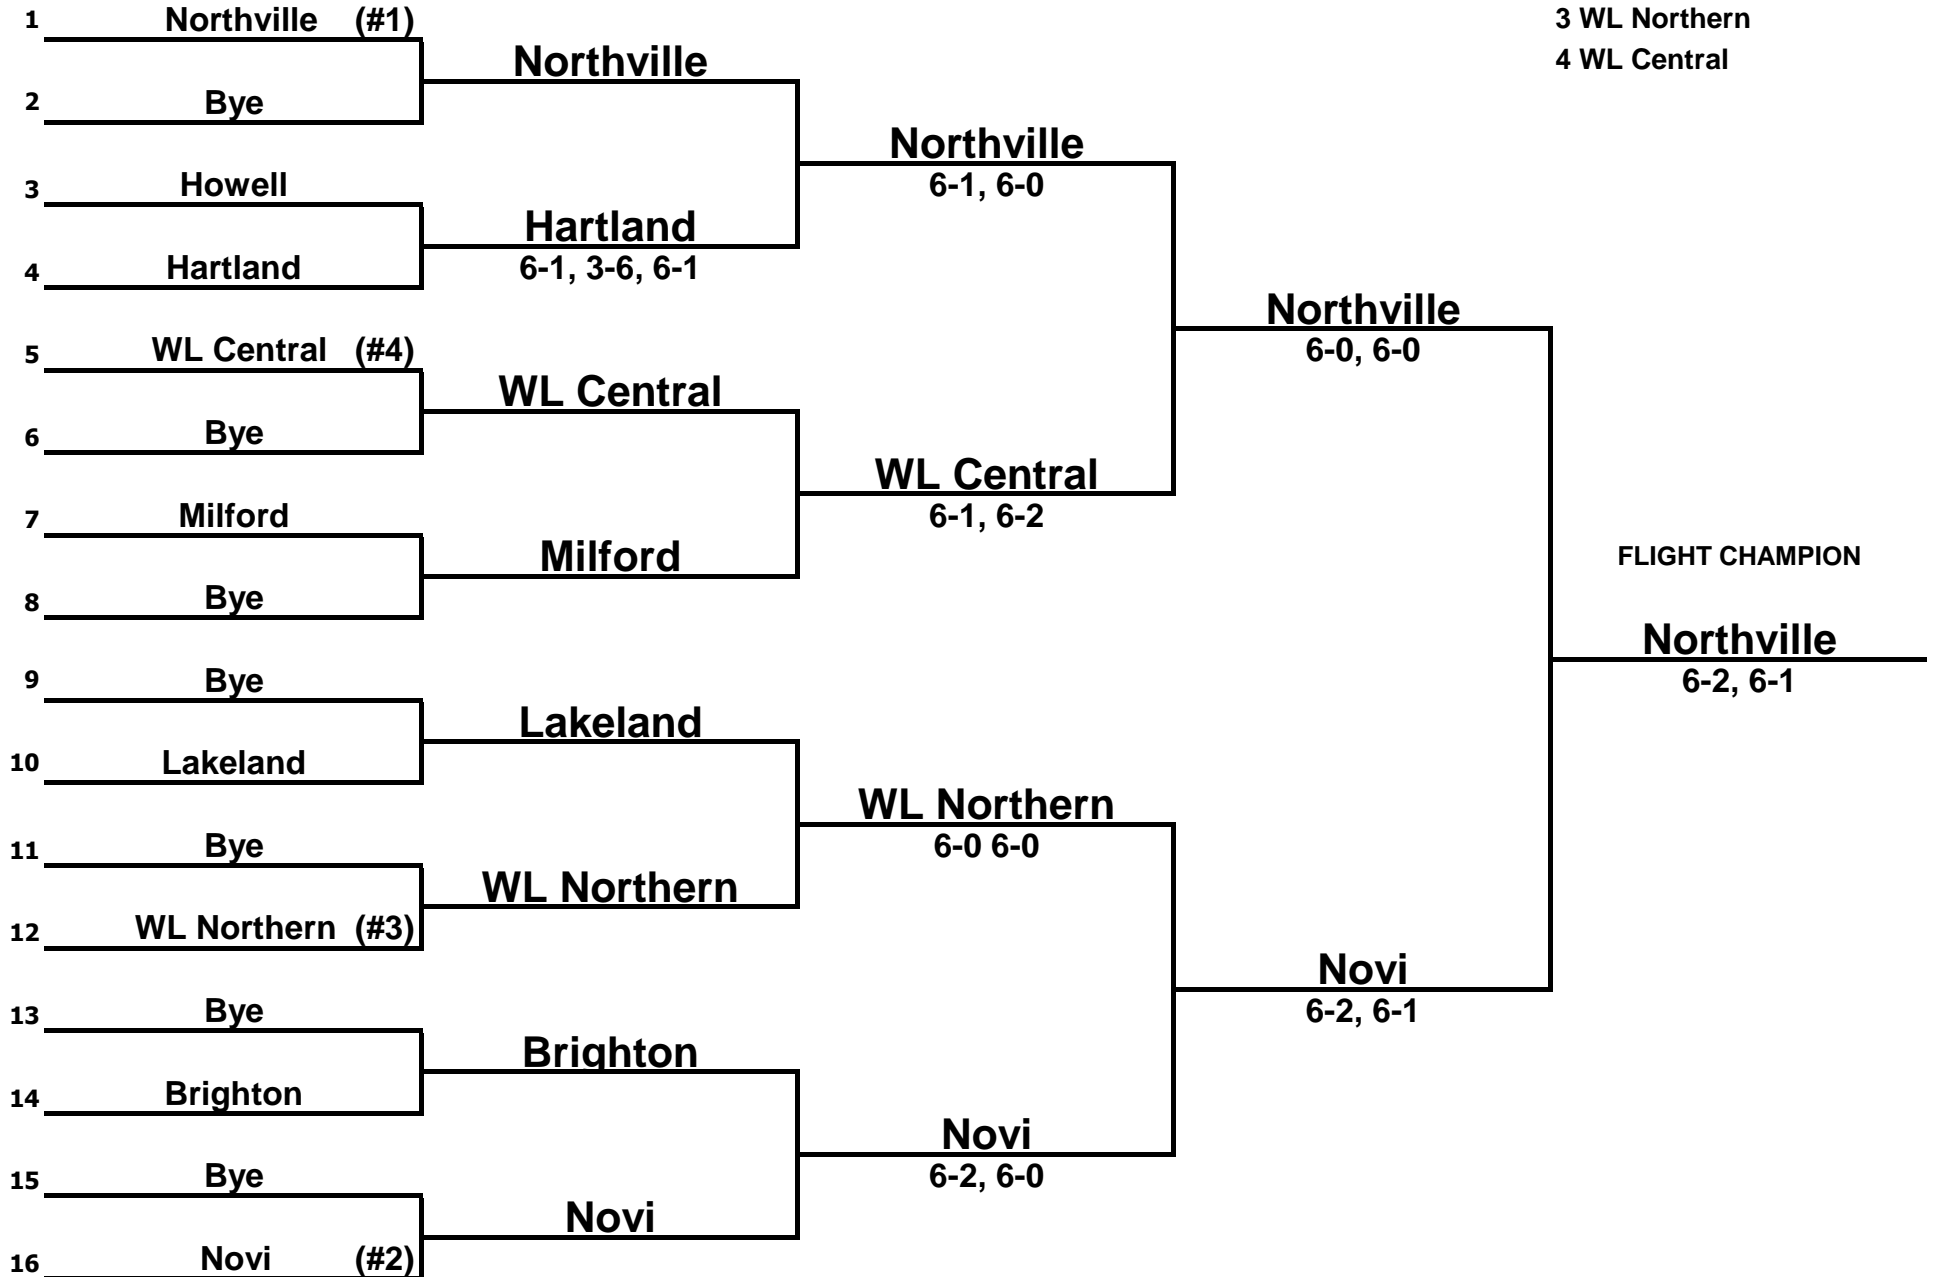 1 Northville (#1)
2 Bye
3 Howell
4 Hartland
5 WL Central (#4)
6 Bye
7 Milford
8 Bye
9 Bye
10 Lakeland
11 Bye
12 WL Northern (#3)
13 Bye
14 Brighton
15 Bye
16 Novi (#2)
Northville
Hartland
6-1, 3-6, 6-1
WL Central
Milford
Lakeland
WL Northern
Brighton
Novi
Northville
6-1, 6-0
WL Central
6-1, 6-2
WL Northern
6-0 6-0
Novi
6-2, 6-0
Northville
6-0, 6-0
Novi
6-2, 6-1
3 WL Northern
4 WL Central
FLIGHT CHAMPION
Northville
6-2, 6-1